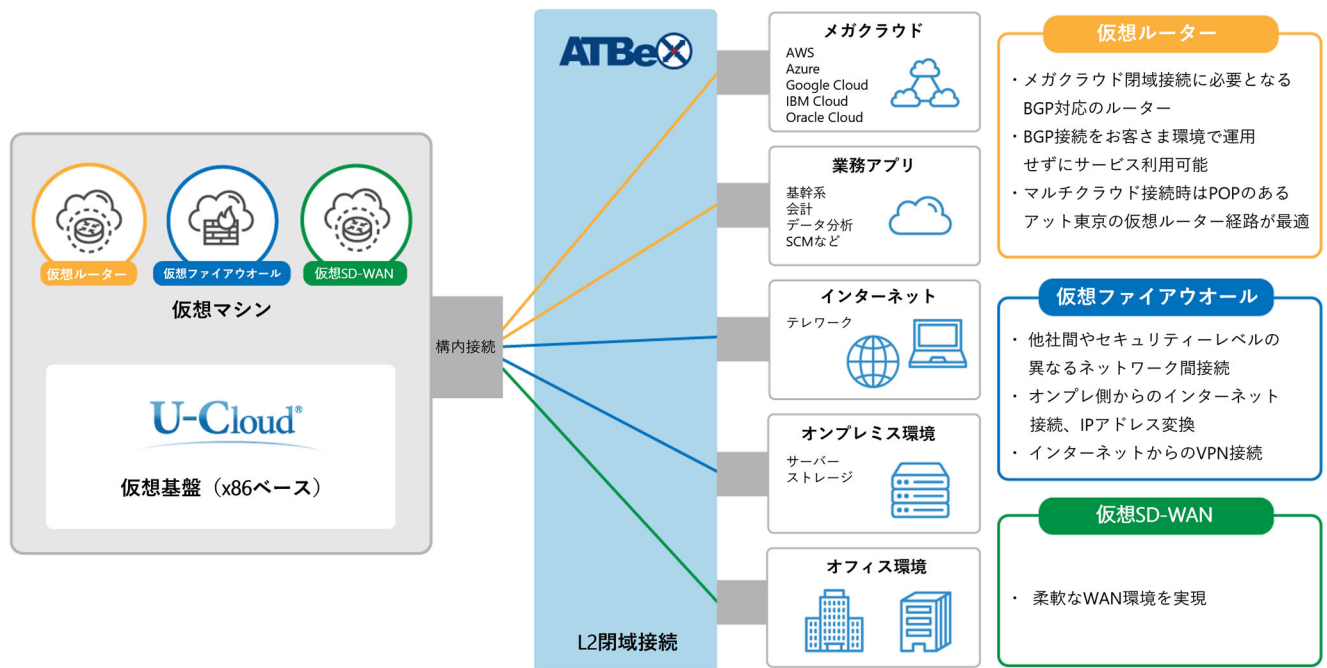 仮想ルーター
仮想ファイアウオール
仮想SD-WAN
仮想マシン
U-Cloud®
仮想基盤（x86ベース）
構内接続
ATBeX
L2閉域接続
メガクラウド
AWS
Azure
Google Cloud
IBM Cloud
Oracle Cloud
業務アプリ
基幹系
会計
データ分析
SCMなど
インターネット
テレワーク
オンプレミス環境
サーバー
ストレージ
オフィス環境
仮想ルーター
・メガクラウド閉域接続に必要となる
BGP対応のルーター
・BGP接続をお客さま環境で運用
せずにサービス利用可能
・マルチクラウド接続時はPOPのある
アット東京の仮想ルーター経路が最適
仮想ファイアウオール
・他社間やセキュリティーレベルの
異なるネットワーク間接続
・オンプレ側からのインターネット
接続、IPアドレス変換
・インターネットからのVPN接続
仮想SD-WAN
・ 柔軟なWAN環境を実現